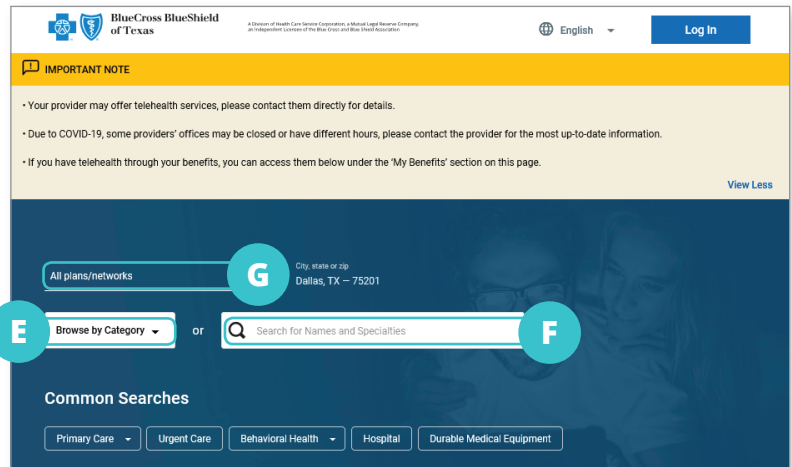 BlueCross BlueShield
of Texas
A Division of Health Care Service Corporation, a Mutual Legal Reserve Company,
an Independent Licensee of the Blue Cross and Blue Shield Association
English
Log In
IMPORTANT NOTE
• Your provider may offer telehealth services, please contact them directly for details.
• Due to COVID-19, some providers' offices may be closed or have different hours, please contact the provider for the most up-to-date information.
• If you have telehealth through your benefits, you can access them below under the 'My Benefits' section on this page.
View Less
All plans/networks
G
City, state or zip
Dallas, TX — 75201
E
Browse by Category
or
Search for Names and Specialties
F
Common Searches
Primary Care
Urgent Care
Behavioral Health
Hospital
Durable Medical Equipment